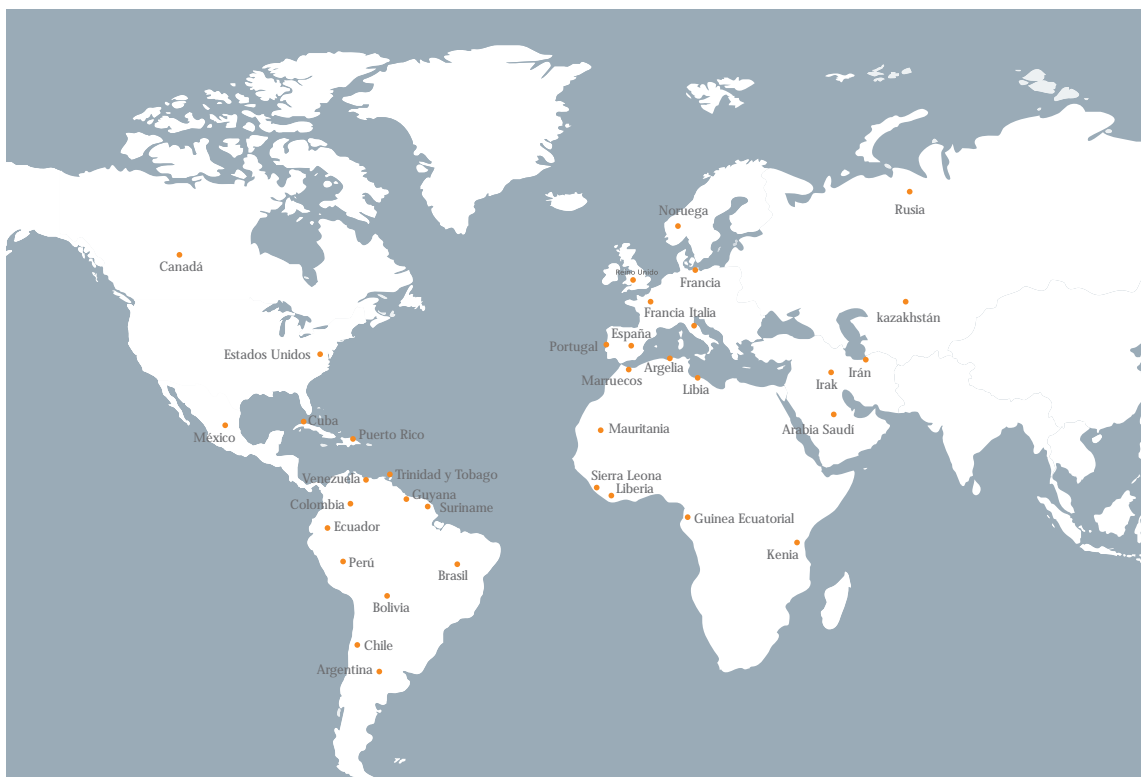 Noruega
Rusia
Canadá
Reino Unido
Francia
Francia Italia
kazakhstán
España
Portugal
Estados Unidos
Argelia
Irán
Marruecos
Libia
Irak
Cuba
Arabia Saudí
Mauritania
México
Puerto Rico
Trinidad y Tobago
Venezuela
Sierra Leona
Liberia
Guyana
Colombia
Suriname
Guinea Ecuatorial
Ecuador
Kenia
Perú
Brasil
Bolivia
Chile
Argentina